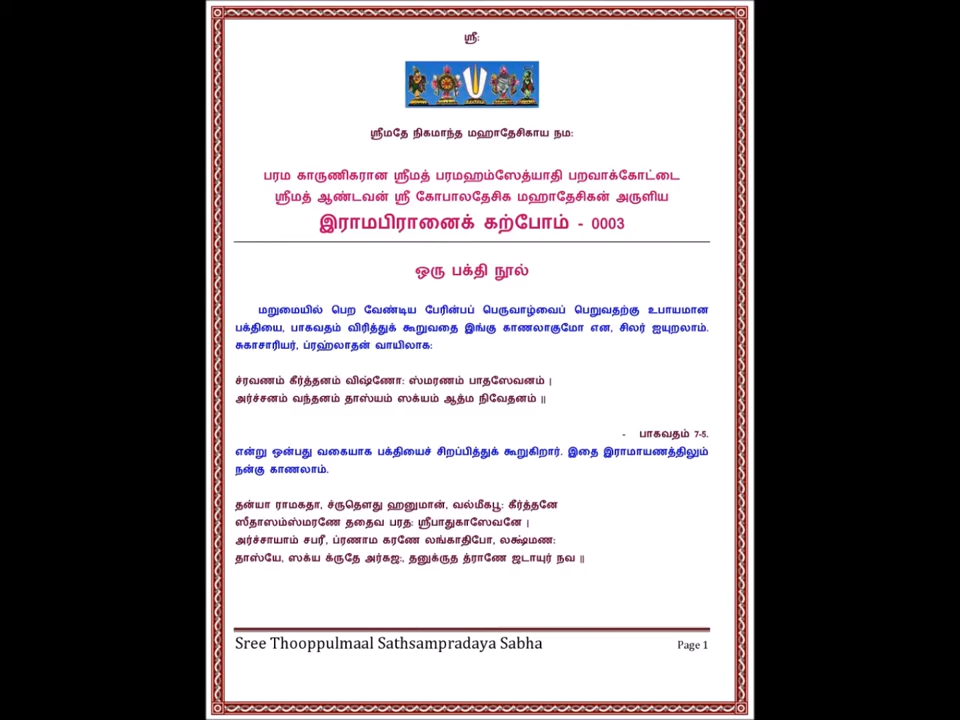 ஸ்ரீ:
ஸ்ரீமதே நிகமாந்த மஹாதேசிகாய நம:
பரம காருணிகரான ஸ்ரீமத் பரமஹம்ஸேத்யாதி பறவாக்கோட்டை
ஸ்ரீமத் ஆண்டவன் ஸ்ரீ கோபாலதேசிக மஹாதேசிகன் அருளிய
இராமபிரானைக் கற்போம் - 0003
ஒரு பக்தி நூல்
மறுமையில் பெற வேண்டிய பேரின்பப் பெருவாழ்வைப் பெறுவதற்கு உபாயமான
பக்தியை, பாகவதம் விரித்துக் கூறுவதை இங்கு காணலாகுமோ என, சிலர் ஐயுறலாம்.
சுகாசாரியர், ப்ரஹ்லாதன் வாயிலாக:
ச்ரவணம் கீர்த்தனம் விஷ்ணோ: ஸ்மரணம் பாதஸேவனம் |
அர்ச்சனம் வந்தனம் தாஸ்யம் ஸக்யம் ஆத்ம நிவேதனம் ||
- பாகவதம் 7-5.
என்று ஒன்பது வகையாக பக்தியைச் சிறப்பித்துக் கூறுகிறார். இதை இராமாயணத்திலும்
நன்கு காணலாம்.
தன்யா ராமகதா, ச்ருதௌது ஹனுமான், வல்மீகபூ: கீர்த்தனே
ஸீதாஸம்ஸ்மரணே ததைவ பரத: ஸ்ரீபாதுகாஸேவனே |
அர்ச்சாயாம் சபரீ, ப்ரணாம கரணே லங்காதிபோ, லக்ஷ்மண:
தாஸ்யே, ஸக்ய க்ருதே அர்கஜ:, தனுக்ருத த்ராணே ஜடாயுர் நவ ||
Sree Thooppulmaal Sathsampradaya Sabha
Page 1